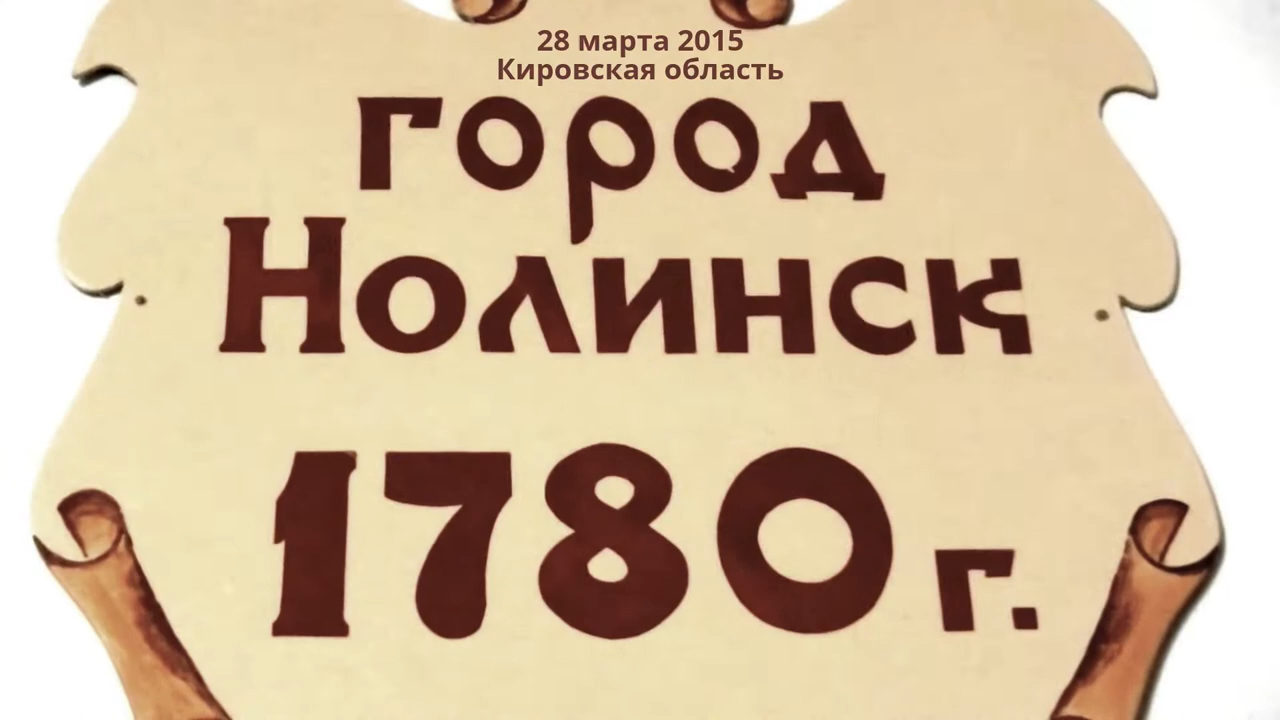 28 марта 2015
Кировская область
город
Нолинск
1780 г.